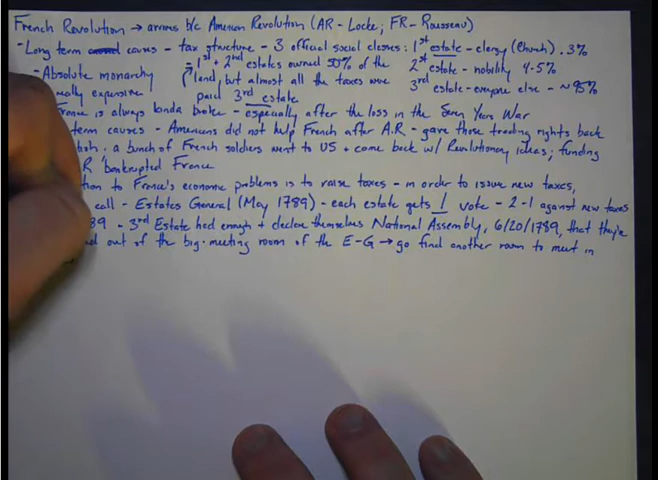 French Revolution → arrives b/c American Revolution (AR - Locke; FR - Rousseau)
- Long term causes - tax structure - 3 official social classes: 1st estate - clergy (Church) .3%
- Absolute monarchy - 1st + 2nd estates owned 50% of the 2nd estate - nobility 4-5%
really expensive land, but almost all the taxes were 3rd estate - everyone else - ~95%
paid 3rd estate
France is always kinda broke - especially after the loss in the Seven Years War
term causes - Americans did not help French after A.R. - gave those trading rights back
a bunch of French soldiers went to US + come back w/ Revolutionary ideas; funding
R bankrupted France
tion to France's economic problems is to raise taxes - in order to issue new taxes,
call - Estates General (May 1789) - each estate gets 1 vote - 2-1 against new taxes
89 - 3rd Estate had enough + declare themselves National Assembly, 6/20/1789, that they're
d out of the big meeting room of the E-G → go find another room to meet in